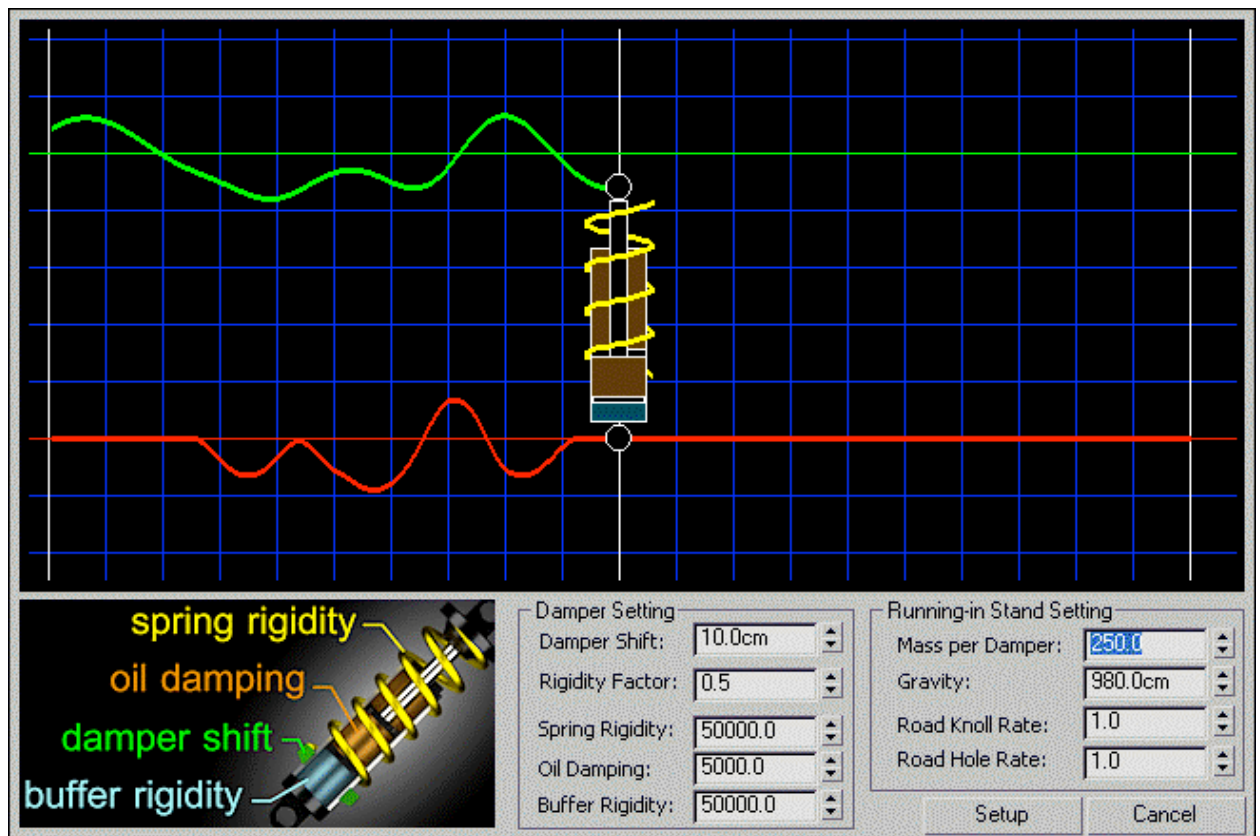 spring rigidity
oil damping
damper shift
buffer rigidity
Damper Setting
Damper Shift: 10.0cm
Rigidity Factor: 0.5
Spring Rigidity: 50000.0
Oil Damping: 5000.0
Buffer Rigidity: 50000.0
Running-in Stand Setting
Mass per Damper: 250.0
Gravity: 980.0cm
Road Knoll Rate: 1.0
Road Hole Rate: 1.0
Setup Cancel